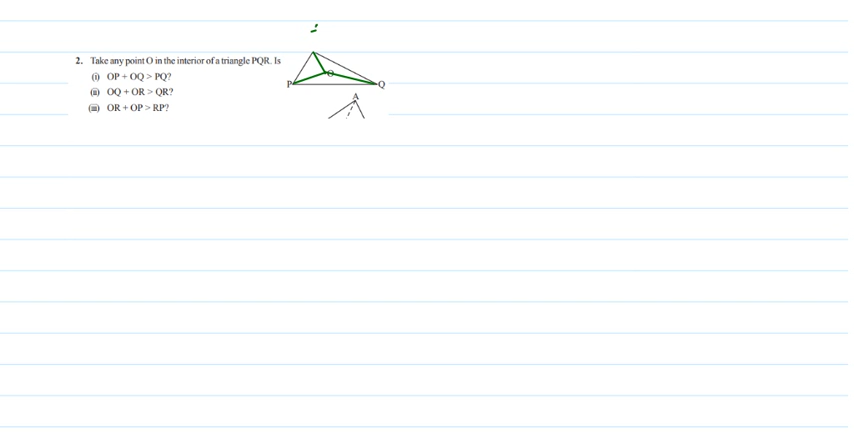 2. Take any point O in the interior of a triangle PQR. Is
(i) OP + OQ > PQ?
(ii) OQ + OR > QR?
(iii) OR + OP > RP?
O
P
Q
A